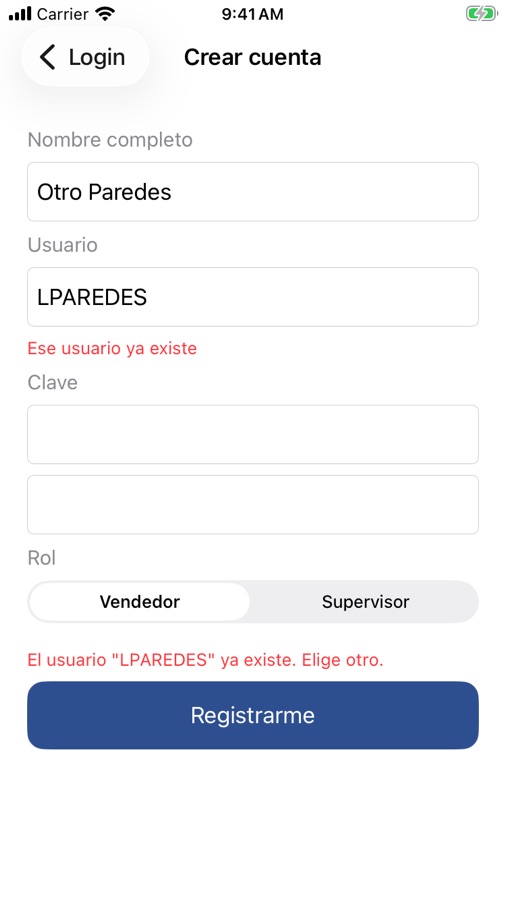 Carrier 9:41 AM
Login Crear cuenta
Nombre completo
Otro Paredes
Usuario
LPAREDES
Ese usuario ya existe
Clave
Rol
Vendedor Supervisor
El usuario "LPAREDES" ya existe. Elige otro.
Registrarme